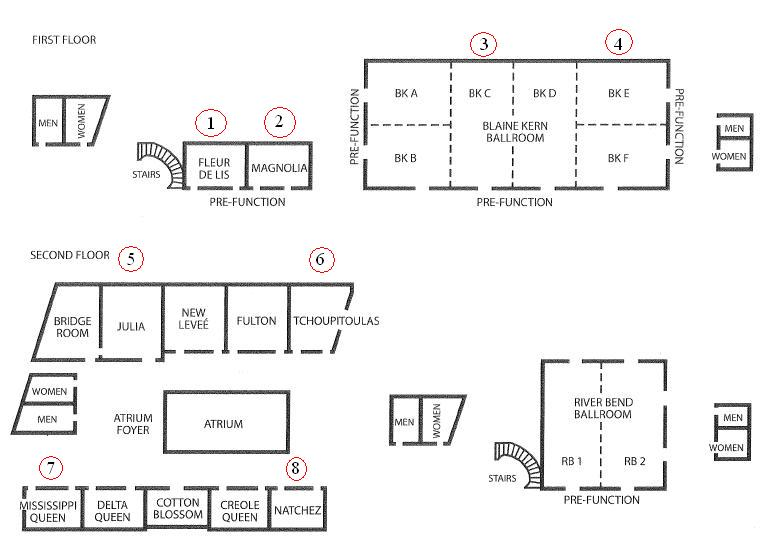 FIRST FLOOR
3
4
1
2
MEN
WOMEN
STAIRS
FLEUR
DE LIS
MAGNOLIA
PRE-FUNCTION
PRE-FUNCTION
BK A
BK B
BK C
BK D
BLAINE KERN
BALLROOM
BK E
BK F
PRE-FUNCTION
PRE-FUNCTION
MEN
WOMEN
SECOND FLOOR
5
6
BRIDGE
ROOM
JULIA
NEW
LEVEÉ
FULTON
TCHOUPITOULAS
WOMEN
MEN
ATRIUM
FOYER
ATRIUM
MEN
WOMEN
STAIRS
RIVER BEND
BALLROOM
RB 1
RB 2
PRE-FUNCTION
MEN
WOMEN
7
8
MISSISSIPPI
QUEEN
DELTA
QUEEN
COTTON
BLOSSOM
CREOLE
QUEEN
NATCHEZ